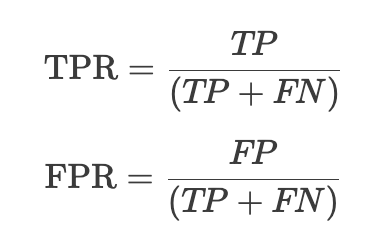 TPR = TP / (TP + FN)
FPR = FP / (TP + FN)